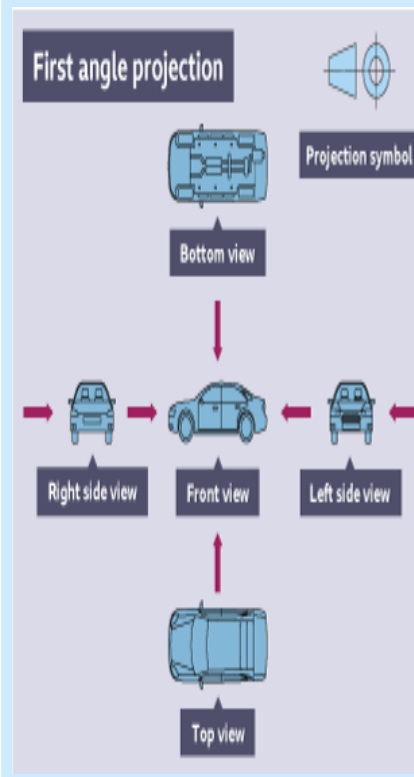 First angle projection
Projection symbol
Bottom view
Right side view
Front view
Left side view
Top view